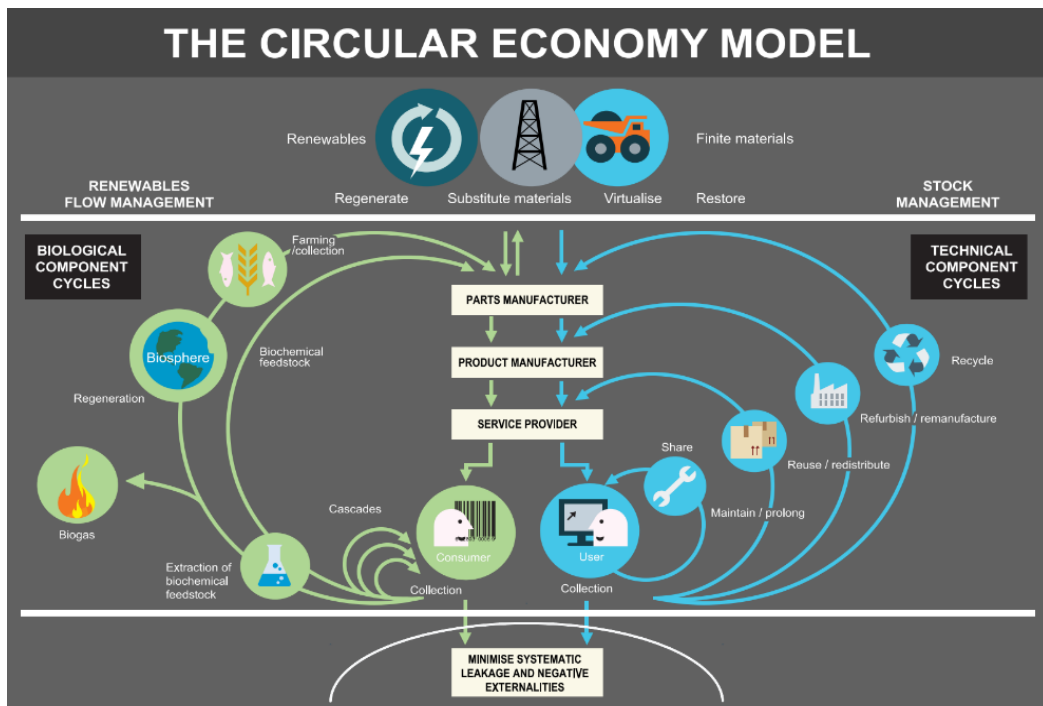 THE CIRCULAR ECONOMY MODEL
Renewables
Finite materials
Regenerate
Substitute materials
Virtualise
Restore
RENEWABLES
FLOW MANAGEMENT
STOCK
MANAGEMENT
BIOLOGICAL
COMPONENT
CYCLES
Farming
/collection
TECHNICAL
COMPONENT
CYCLES
PARTS MANUFACTURER
Biosphere
Biochemical
feedstock
PRODUCT MANUFACTURER
Recycle
Regeneration
Refurbish / remanufacture
SERVICE PROVIDER
Share
Reuse / redistribute
Biogas
Cascades
Maintain / prolong
Consumer
User
Extraction of
biochemical
feedstock
Collection
Collection
MINIMISE SYSTEMATIC
LEAKAGE AND NEGATIVE
EXTERNALITIES